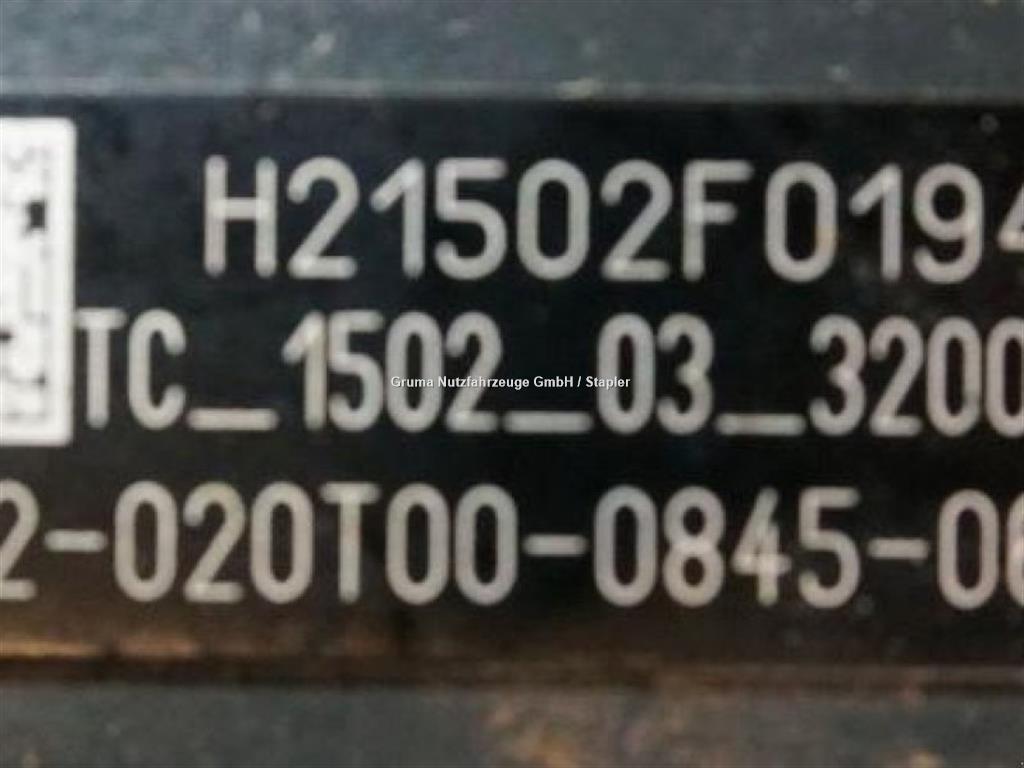 H21502F0194
TC_1502_03_3200
Gruma Nutzfahrzeuge GmbH / Stapler
2-020T00-0845-06